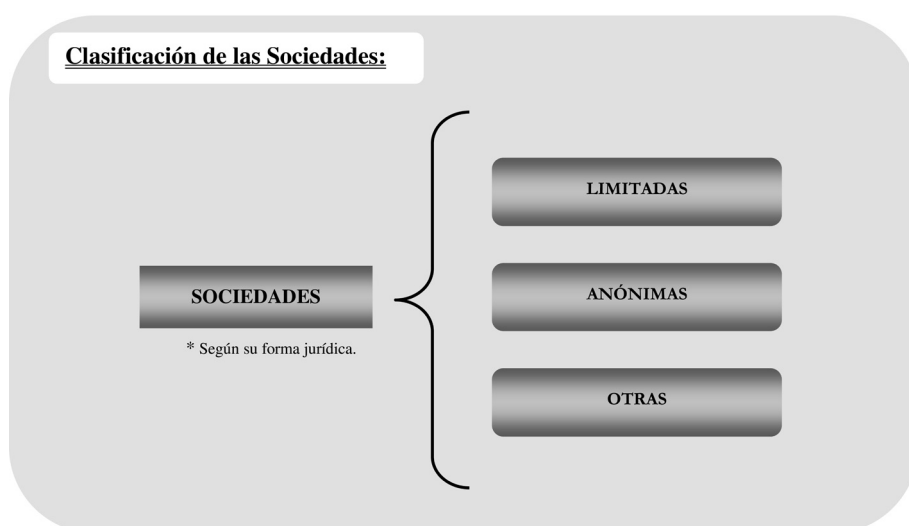 Clasificación de las Sociedades:
LIMITADAS
SOCIEDADES
ANÓNIMAS
* Según su forma jurídica.
OTRAS